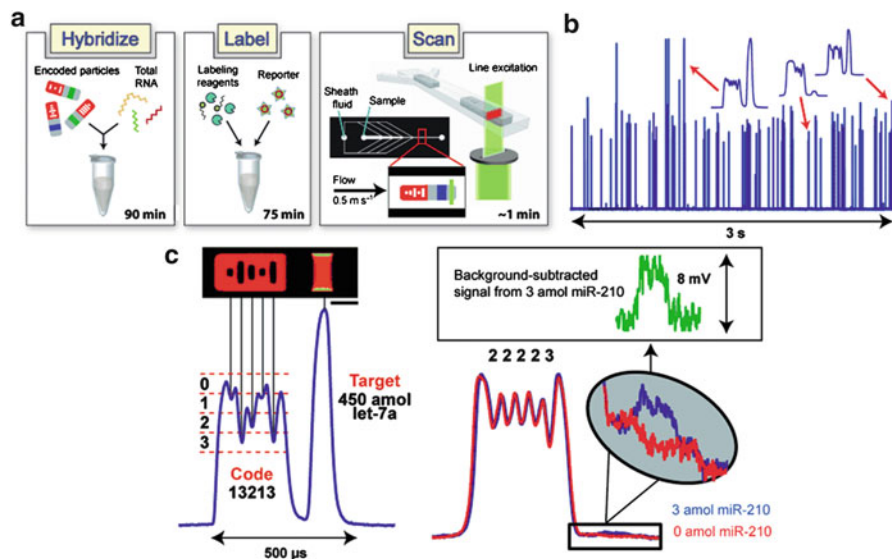 a
Hybridize
Encoded particles
Total
RNA
90 min
Label
Labeling
reagents
Reporter
75 min
Scan
Sheath
fluid
Sample
Line excitation
Flow
0.5 m s⁻¹
~1 min
b
3 s
c
0
1
2
3
Code
13213
Target
450 amol
let-7a
500 µs
Background-subtracted
signal from 3 amol miR-210
8 mV
2 2 2 2 3
3 amol miR-210
0 amol miR-210